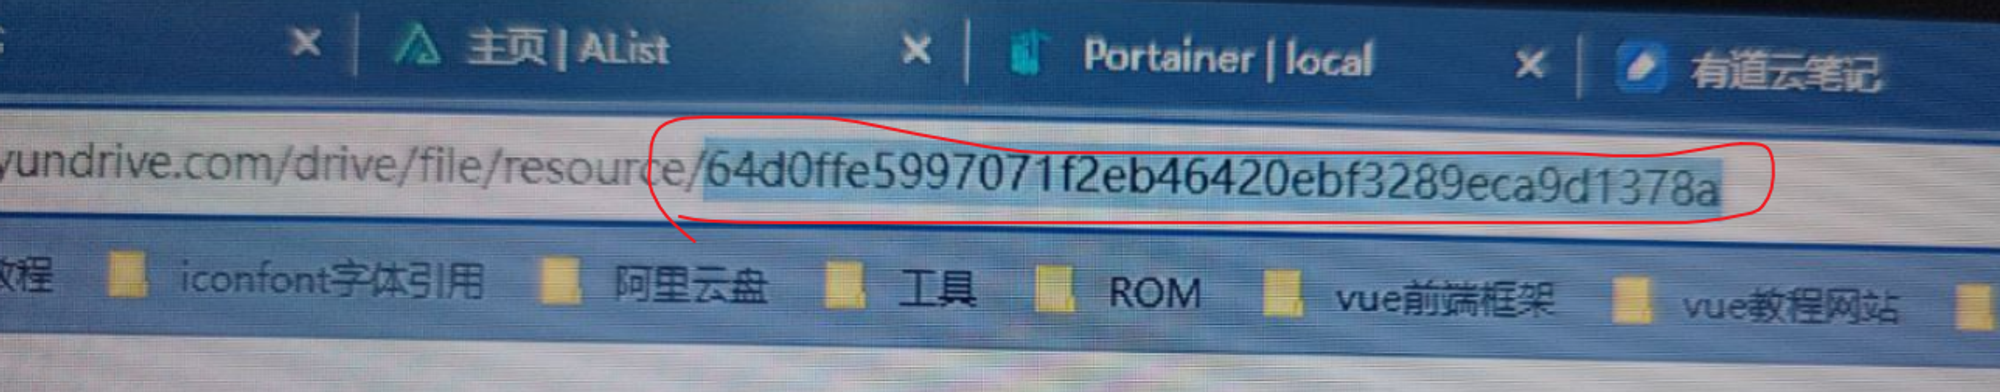 主页 | AList
Portainer | local
有道云笔记
yundrive.com/drive/file/resource/64d0ffe5997071f2eb46420ebf3289eca9d1378a
教程
iconfont字体引用
阿里云盘
工具
ROM
vue前端框架
vue教程网站